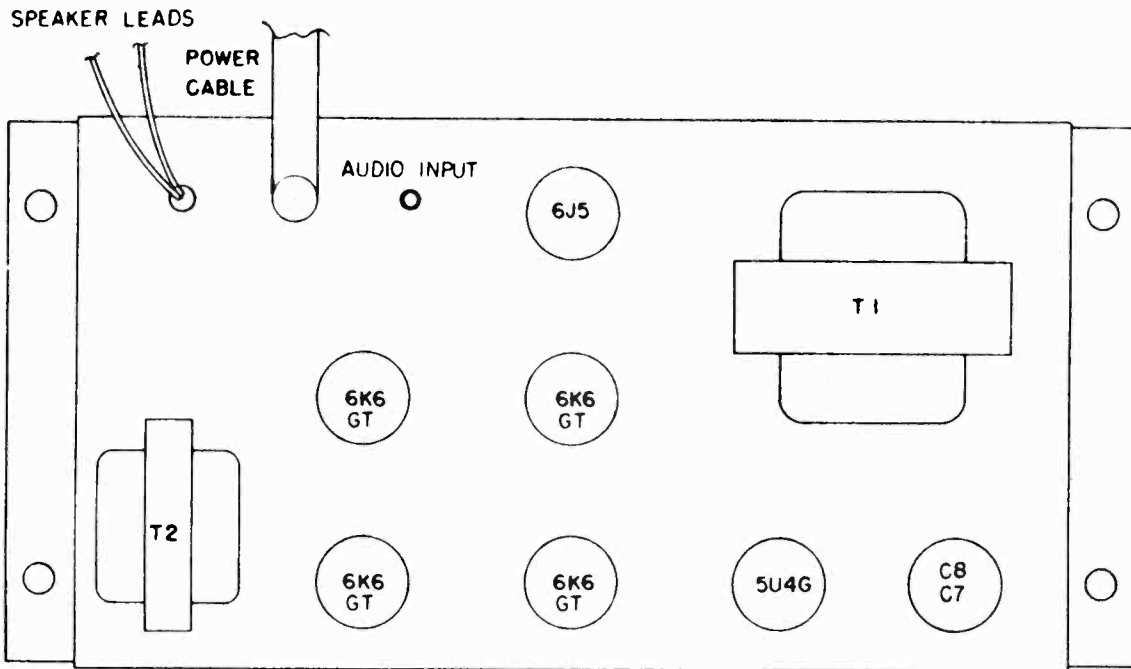 SPEAKER LEADS
POWER
CABLE
AUDIO INPUT
6J5
T1
6K6
GT
6K6
GT
T2
6K6
GT
6K6
GT
5U4G
C8
C7